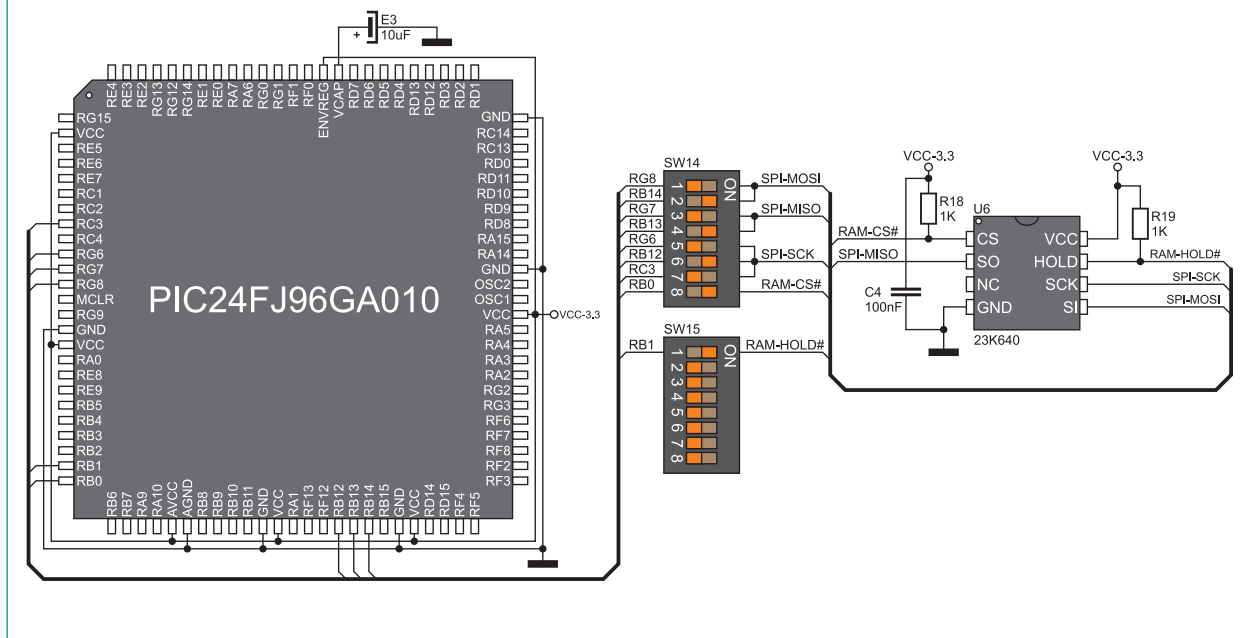 E3
+ 10uF
RE4
RE3
RE2
RG13
RG12
RG14
RE1
RE0
RA7
RA6
RG0
RG1
RF1
RF0
ENVREG
VCAP
RD7
RD6
RD5
RD4
RD13
RD12
RD3
RD2
RD1
RG15
VCC
RE5
RE6
RE7
RC1
RC2
RC3
RC4
RG6
RG7
RG8
MCLR
RG9
GND
VCC
RA0
RE8
RE9
RB5
RB4
RB3
RB2
RB1
RB0
PIC24FJ96GA010
GND
RC14
RC13
RD0
RD11
RD10
RD9
RD8
RA15
RA14
GND
OSC2
OSC1
VCC
RA5
RA4
RA3
RA2
RG2
RG3
RF6
RF7
RF8
RF2
RF3
VCC-3.3
RB6
RB7
RA9
RA10
AVCC
AGND
RB8
RB9
RB10
RB11
GND
VCC
RA1
RF13
RF12
RB12
RB13
RB14
RB15
GND
VCC
RD14
RD15
RF4
RF5
SW14
RG8
RB14
RG7
RB13
RG6
RB12
RC3
RB0
1
2
3
4
5
6
7
8
ON
SPI-MOSI
SPI-MISO
SPI-SCK
RAM-CS#
SW15
RB1
1
2
3
4
5
6
7
8
ON
RAM-HOLD#
VCC-3.3
VCC-3.3
R18
1K
U6
R19
1K
RAM-CS#
SPI-MISO
CS
SO
NC
GND
VCC
HOLD
SCK
SI
RAM-HOLD#
SPI-SCK
SPI-MOSI
C4
100nF
23K640